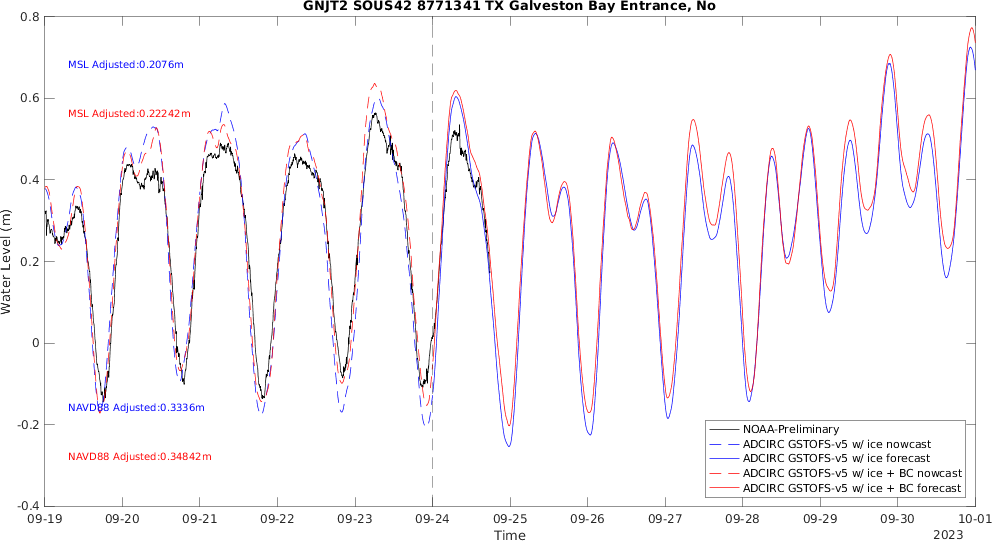 GNJT2 SOUS42 8771341 TX Galveston Bay Entrance, No
0.8
MSL Adjusted:0.2076m
0.6
MSL Adjusted:0.22242m
0.4
0.2
Water Level (m)
0
NAVD88 Adjusted:0.3336m
-0.2
NAVD88 Adjusted:0.34842m
-0.4
NOAA-Preliminary
ADCIRC GSTOFS-v5 w/ ice nowcast
ADCIRC GSTOFS-v5 w/ ice forecast
ADCIRC GSTOFS-v5 w/ ice + BC nowcast
ADCIRC GSTOFS-v5 w/ ice + BC forecast
09-19 09-20 09-21 09-22 09-23 09-24 09-25 09-26 09-27 09-28 09-29 09-30 10-01
Time
2023